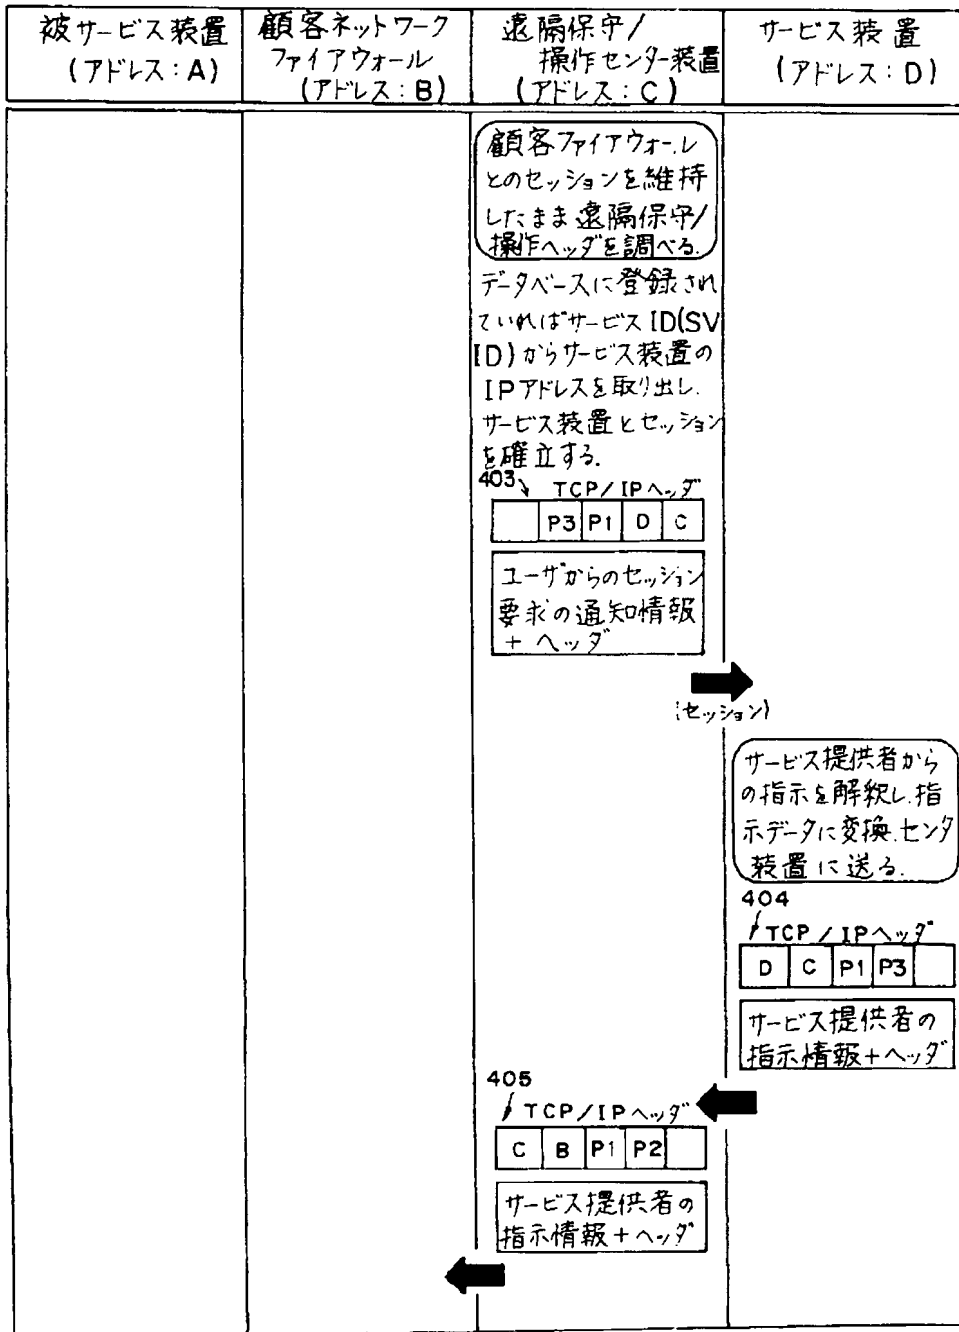 被サービス装置
(アドレス:A)
顧客ネットワーク
ファイアウォール
(アドレス:B)
遠隔保守/
操作センター装置
(アドレス:C)
サービス装置
(アドレス:D)
顧客ファイアウォール
とのセッションを維持
したまま遠隔保守/
操作ヘッダを調べる.
データベースに登録され
ていればサービスID(SV
ID)からサービス装置の
IPアドレスを取り出し.
サービス装置とセッション
を確立する.
403
TCP/IPヘッダ
P3 P1 D C
ユーザからのセッション
要求の通知情報
+ヘッダ
(セッション)
サービス提供者から
の指示を解釈し.指
示データに変換.センタ
装置に送る.
404
TCP/IPヘッダ
D C P1 P3
サービス提供者の
指示情報+ヘッダ
405
TCP/IPヘッダ
C B P1 P2
サービス提供者の
指示情報+ヘッダ